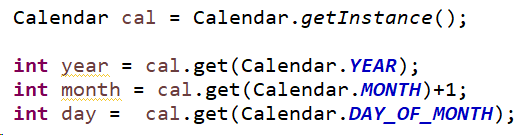 Calendar cal = Calendar.getInstance();
int year = cal.get(Calendar.YEAR);
int month = cal.get(Calendar.MONTH)+1;
int day =  cal.get(Calendar.DAY_OF_MONTH);